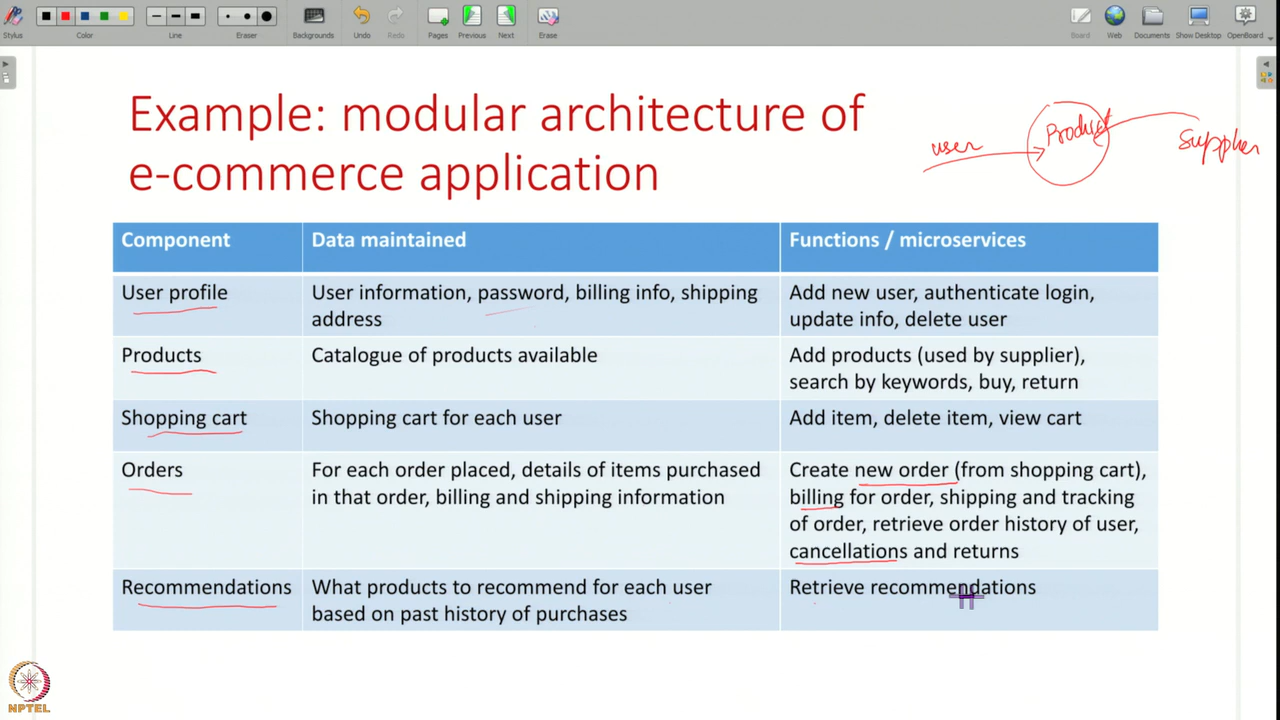 Stylus
Color
Line
Eraser
Backgrounds
Undo
Redo
Pages
Previous
Next
Erase
Board
Web
Documents
Show Desktop
OpenBoard
Example: modular architecture of
e-commerce application
user
Product
Supplier
Component Data maintained Functions / microservices
User profile
User information, password, billing info, shipping
address
Add new user, authenticate login,
update info, delete user
Products
Catalogue of products available
Add products (used by supplier),
search by keywords, buy, return
Shopping cart
Shopping cart for each user
Add item, delete item, view cart
Orders
For each order placed, details of items purchased
in that order, billing and shipping information
Create new order (from shopping cart),
billing for order, shipping and tracking
of order, retrieve order history of user,
cancellations and returns
Recommendations
What products to recommend for each user
based on past history of purchases
Retrieve recommendations
NPTEL